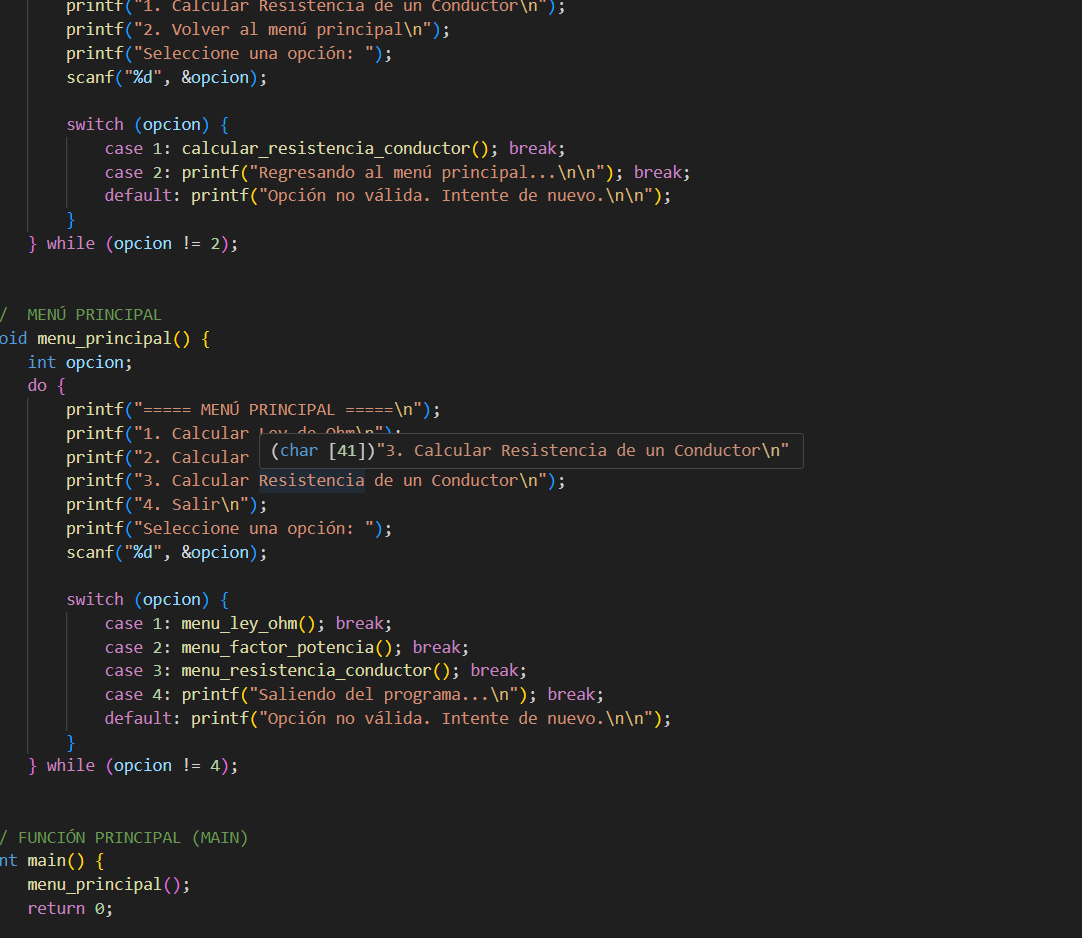 printf("1. Calcular Resistencia de un Conductor\n");
printf("2. Volver al menú principal\n");
printf("Seleccione una opción: ");
scanf("%d", &opcion);
switch (opcion) {
case 1: calcular_resistencia_conductor(); break;
case 2: printf("Regresando al menú principal...\n\n"); break;
default: printf("Opción no válida. Intente de nuevo.\n\n");
}
} while (opcion != 2);
/ MENÚ PRINCIPAL
oid menu_principal() {
int opcion;
do {
printf("===== MENÚ PRINCIPAL =====\n");
printf("1. Calcular Ley de Ohm\n");
printf("2. Calcular
(char [41])"3. Calcular Resistencia de un Conductor\n"
printf("3. Calcular Resistencia de un Conductor\n");
printf("4. Salir\n");
printf("Seleccione una opción: ");
scanf("%d", &opcion);
switch (opcion) {
case 1: menu_ley_ohm(); break;
case 2: menu_factor_potencia(); break;
case 3: menu_resistencia_conductor(); break;
case 4: printf("Saliendo del programa...\n"); break;
default: printf("Opción no válida. Intente de nuevo.\n\n");
}
} while (opcion != 4);
/ FUNCIÓN PRINCIPAL (MAIN)
nt main() {
menu_principal();
return 0;